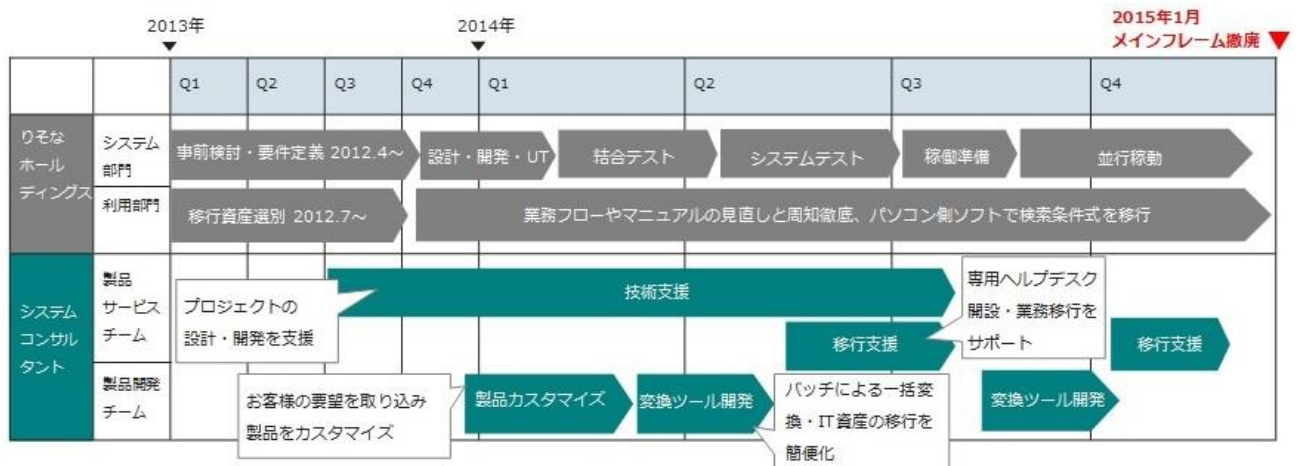 2013年
2014年
2015年1月
メインフレーム撤廃
Q1
Q2
Q3
Q4
Q1
Q2
Q3
Q4
りそな
ホール
ディングス
システム
部門
事前検討・要件定義 2012.4～
設計・開発・UT
結合テスト
システムテスト
稼働準備
並行稼動
利用部門
移行資産選別 2012.7～
業務フローやマニュアルの見直しと周知徹底、パソコン側ソフトで検索条件式を移行
システム
コンサル
タント
製品
サービス
チーム
プロジェクトの
設計・開発を支援
技術支援
専用ヘルプデスク
開設・業務移行を
サポート
移行支援
移行支援
製品開発
チーム
お客様の要望を取り込み
製品をカスタマイズ
製品カスタマイズ
変換ツール開発
バッチによる一括変
換・IT資産の移行を
簡便化
変換ツール開発